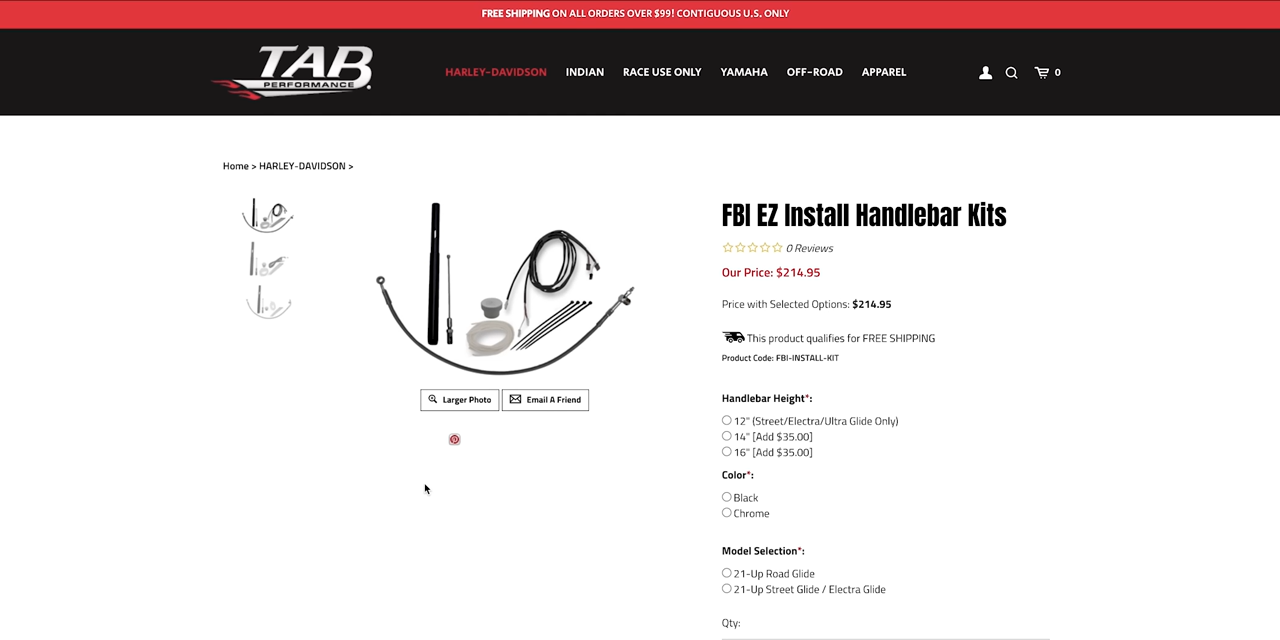 FREE SHIPPING ON ALL ORDERS OVER $99! CONTIGUOUS U.S. ONLY
TAB
PERFORMANCE
HARLEY-DAVIDSON INDIAN RACE USE ONLY YAMAHA OFF-ROAD APPAREL 0
Home > HARLEY-DAVIDSON >
FBI EZ Install Handlebar Kits
0 Reviews
Our Price: $214.95
Price with Selected Options: $214.95
This product qualifies for FREE SHIPPING
Product Code: FBI-INSTALL-KIT
Larger Photo Email A Friend
Handlebar Height*:
12" (Street/Electra/Ultra Glide Only)
14" [Add $35.00]
16" [Add $35.00]
Color*:
Black
Chrome
Model Selection*:
21-Up Road Glide
21-Up Street Glide / Electra Glide
Qty: